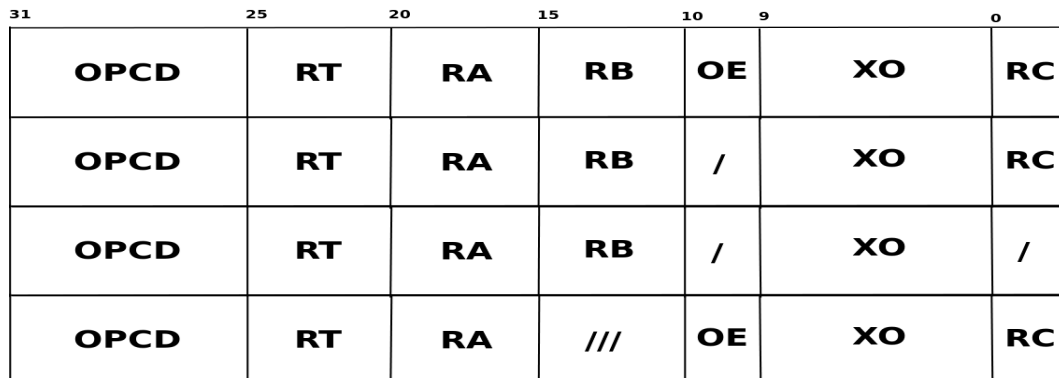 31 25 20 15 10 9 0
OPCD RT RA RB OE XO RC
OPCD RT RA RB / XO RC
OPCD RT RA RB / XO /
OPCD RT RA /// OE XO RC